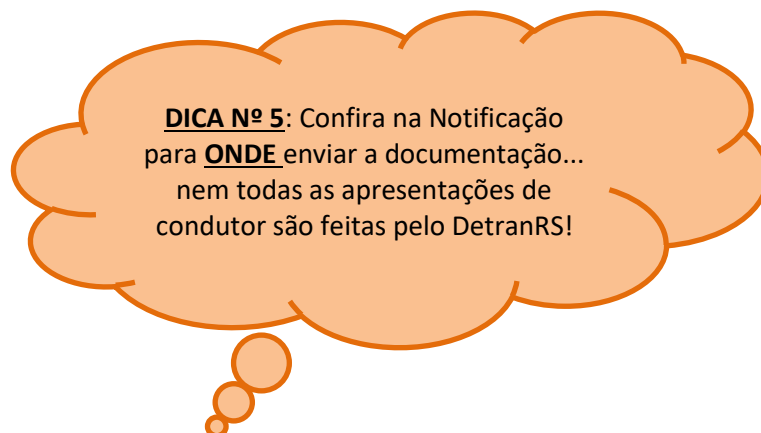 DICA Nº 5: Confira na Notificação
para ONDE enviar a documentação...
nem todas as apresentações de
condutor são feitas pelo DetranRS!